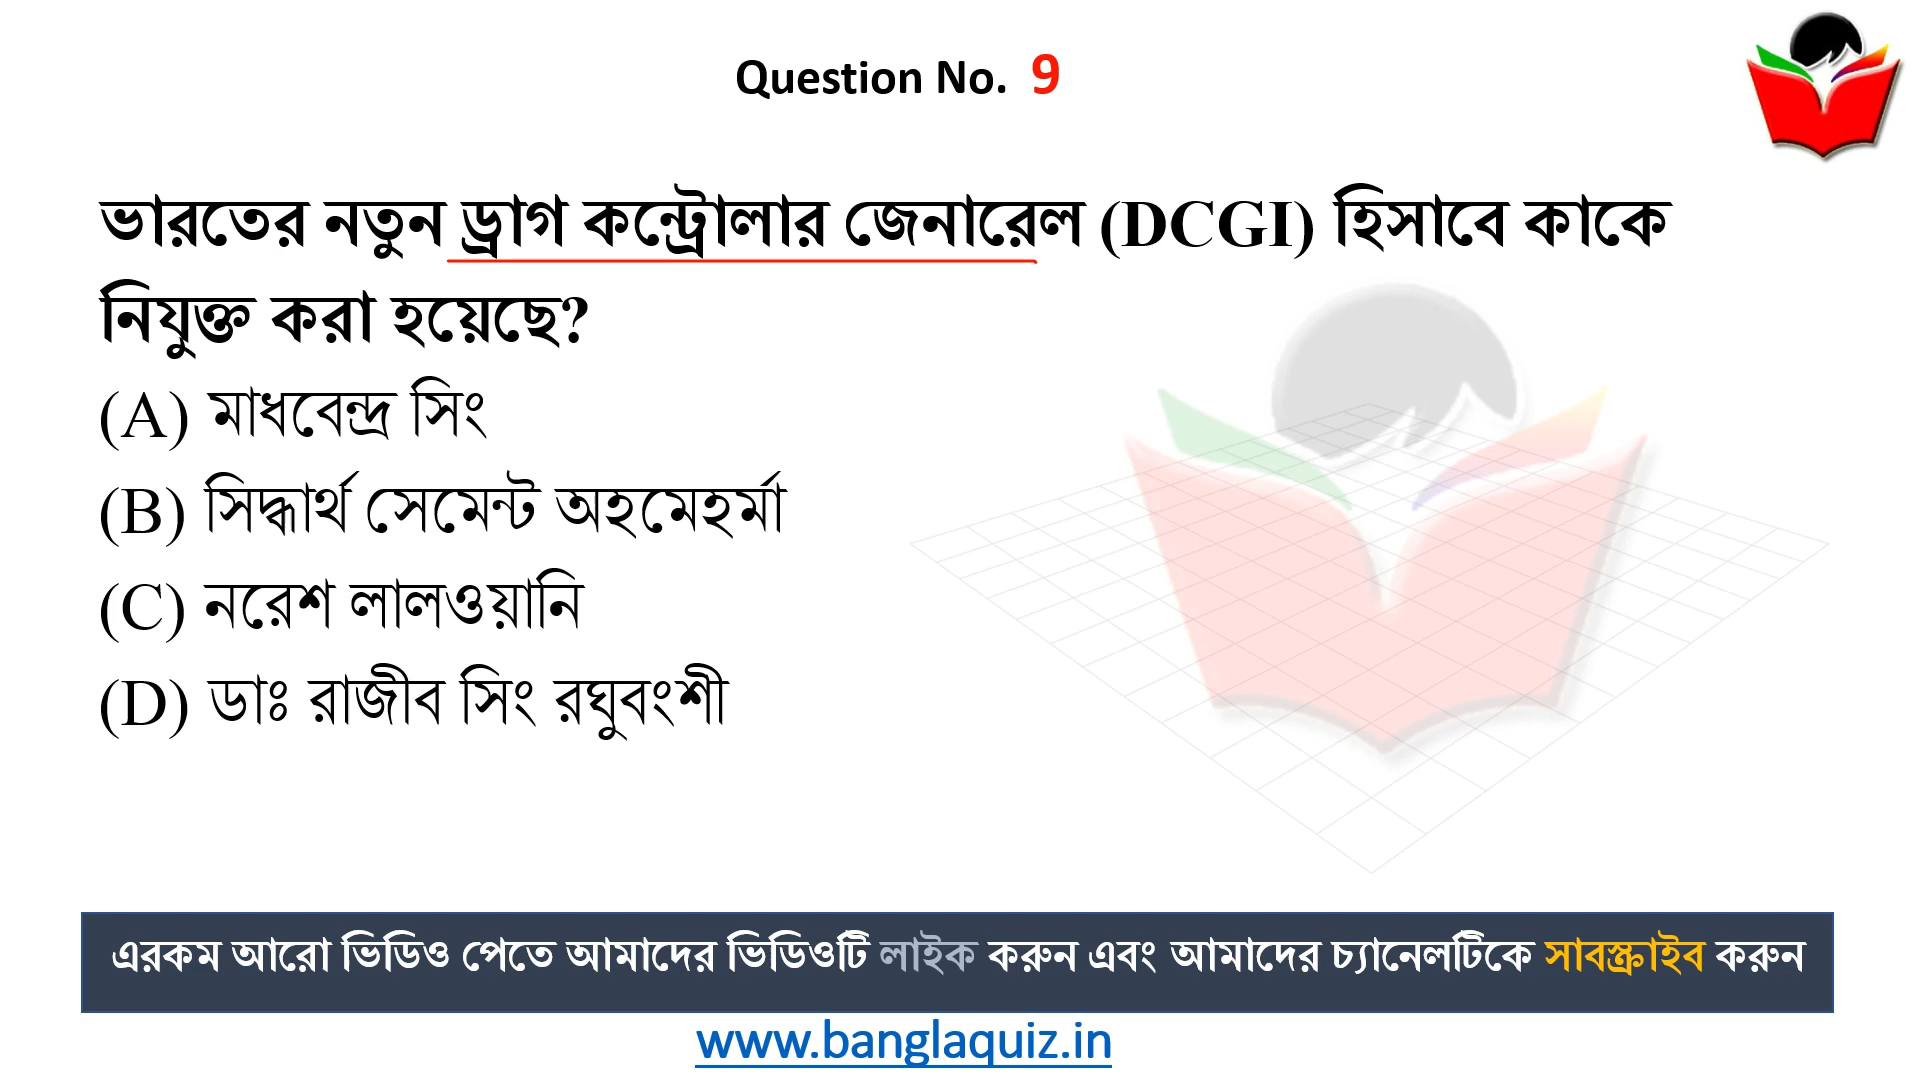 Question No. 9
ভারতের নতুন ড্রাগ কন্ট্রোলার জেনারেল (DCGI) হিসাবে কাকে
নিযুক্ত করা হয়েছে?
(A) মাধবেন্দ্র সিং
(B) সিদ্ধার্থ সেমেন্ট অহমেহর্মা
(C) নরেশ লালওয়ানি
(D) ডাঃ রাজীব সিং রঘুবংশী
এরকম আরো ভিডিও পেতে আমাদের ভিডিওটি লাইক করুন এবং আমাদের চ্যানেলটিকে সাবস্ক্রাইব করুন
www.banglaquiz.in